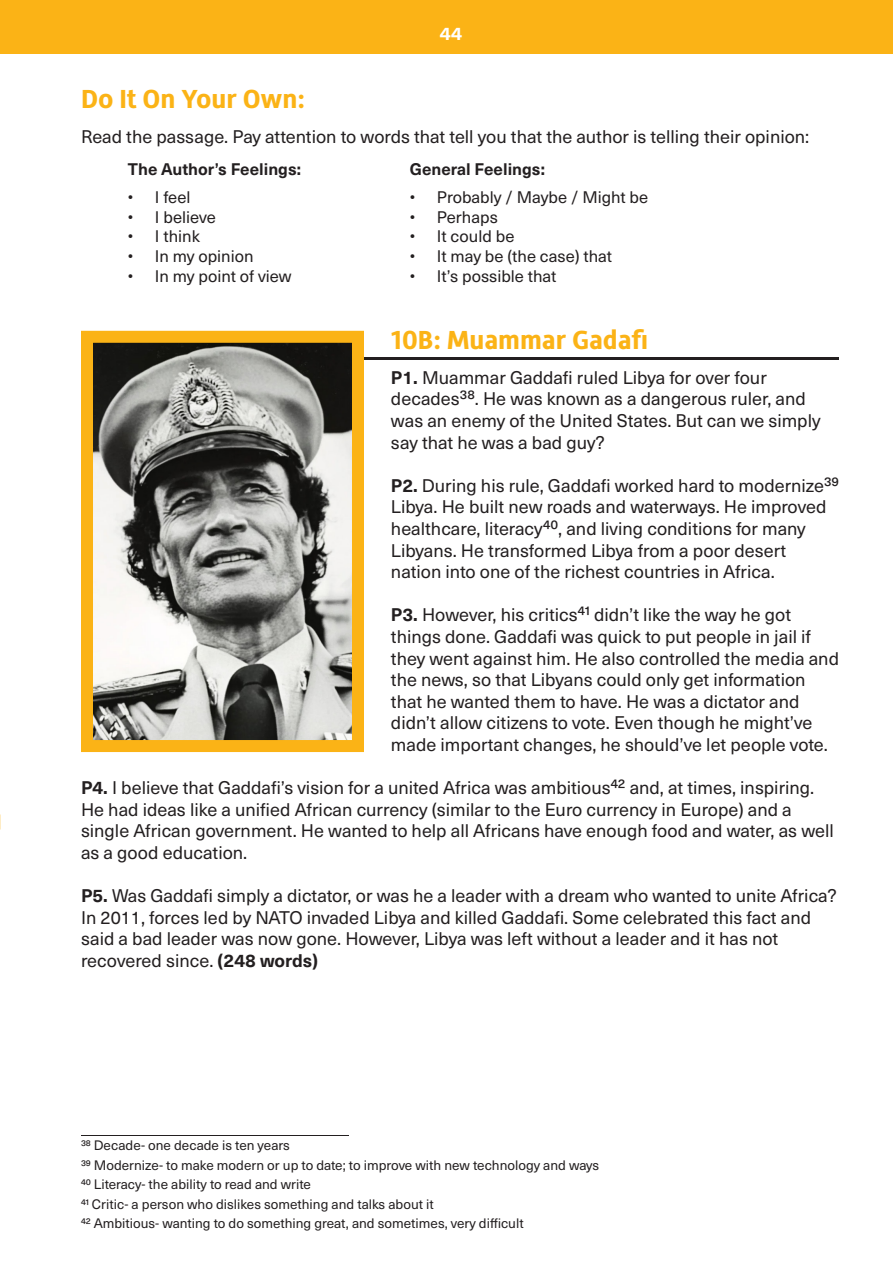 44
Do It On Your Own:
Read the passage. Pay attention to words that tell you that the author is telling their opinion:
The Author's Feelings:
• I feel
• I believe
• I think
• In my opinion
• In my point of view
General Feelings:
• Probably / Maybe / Might be
• Perhaps
• It could be
• It may be (the case) that
• It's possible that
10B: Muammar Gadafi
P1. Muammar Gaddafi ruled Libya for over four
decades³⁸. He was known as a dangerous ruler, and
was an enemy of the United States. But can we simply
say that he was a bad guy?
P2. During his rule, Gaddafi worked hard to modernize³⁹
Libya. He built new roads and waterways. He improved
healthcare, literacy⁴⁰, and living conditions for many
Libyans. He transformed Libya from a poor desert
nation into one of the richest countries in Africa.
P3. However, his critics⁴¹ didn't like the way he got
things done. Gaddafi was quick to put people in jail if
they went against him. He also controlled the media and
the news, so that Libyans could only get information
that he wanted them to have. He was a dictator and
didn't allow citizens to vote. Even though he might've
made important changes, he should've let people vote.
P4. I believe that Gaddafi's vision for a united Africa was ambitious⁴² and, at times, inspiring.
He had ideas like a unified African currency (similar to the Euro currency in Europe) and a
single African government. He wanted to help all Africans have enough food and water, as well
as a good education.
P5. Was Gaddafi simply a dictator, or was he a leader with a dream who wanted to unite Africa?
In 2011, forces led by NATO invaded Libya and killed Gaddafi. Some celebrated this fact and
said a bad leader was now gone. However, Libya was left without a leader and it has not
recovered since. (248 words)
³⁸ Decade- one decade is ten years
³⁹ Modernize- to make modern or up to date; to improve with new technology and ways
⁴⁰ Literacy- the ability to read and write
⁴¹ Critic- a person who dislikes something and talks about it
⁴² Ambitious- wanting to do something great, and sometimes, very difficult